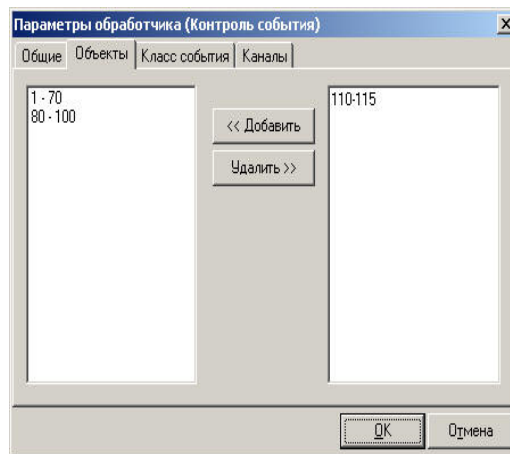 Параметры обработчика (Контроль события)
Общие Объекты Класс события Каналы
1 - 70
80 - 100
110-115
<< Добавить
Удалить >>
OK
Отмена